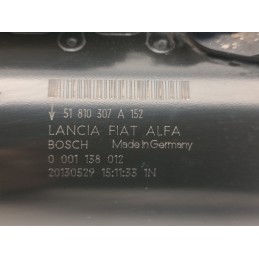 51 810 307 A 152
LANCIA FIAT ALFA
BOSCH Made in Germany
0 001 138 012
20130529 15:11:33 1N